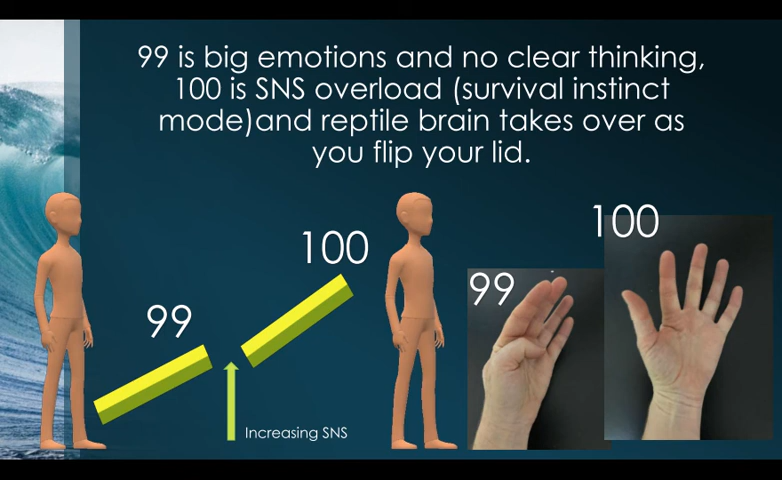 99 is big emotions and no clear thinking,
100 is SNS overload (survival instinct
mode)and reptile brain takes over as
you flip your lid.
100
99
Increasing SNS
99
100